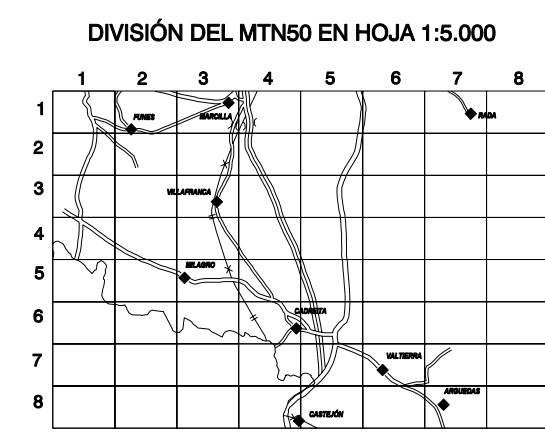 DIVISIÓN DEL MTN50 EN HOJA 1:5.000
1 2 3 4 5 6 7 8
1
FUNES
MARCILLA
RADA
2
3
VILLAFRANCA
4
5
MILAGRO
6
CADREITA
7
VALTIERRA
8
ARGUEDAS
CASTEJÓN